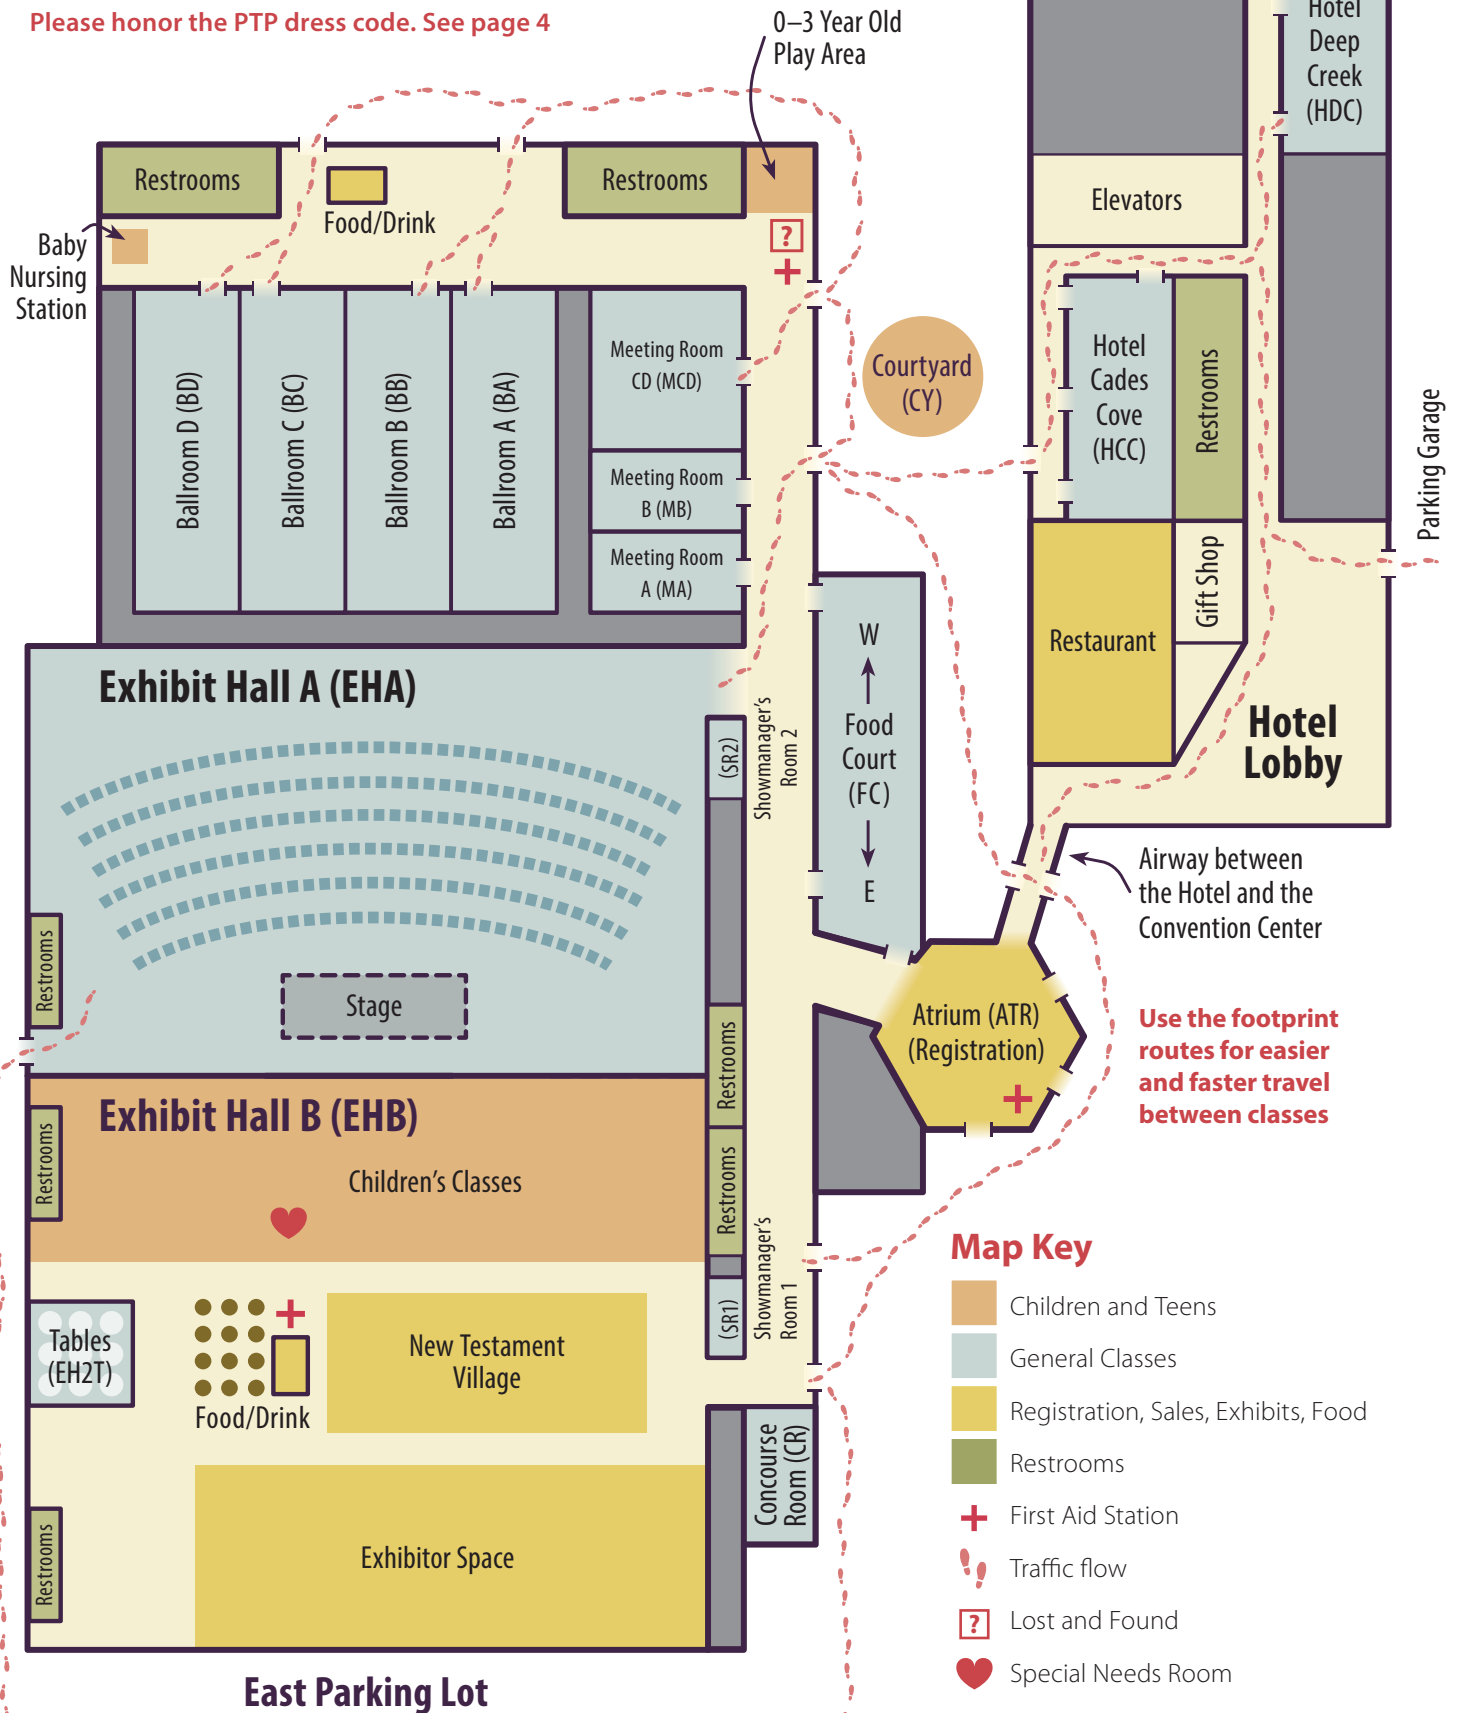 Please honor the PTP dress code. See page 4
0–3 Year Old
Play Area
Hotel
Deep
Creek
(HDC)
Restrooms
Food/Drink
Restrooms
?
Baby
Nursing
Station
Elevators
Ballroom D (BD)
Ballroom C (BC)
Ballroom B (BB)
Ballroom A (BA)
Meeting Room
CD (MCD)
Meeting Room
B (MB)
Meeting Room
A (MA)
Courtyard
(CY)
Hotel
Cades
Cove
(HCC)
Restrooms
Parking Garage
Gift Shop
Restaurant
Hotel
Lobby
Exhibit Hall A (EHA)
(SR2)
Showmanager's
Room 2
W
Food
Court
(FC)
E
Airway between
the Hotel and the
Convention Center
Restrooms
Stage
Atrium (ATR)
(Registration)
Use the footprint
routes for easier
and faster travel
between classes
Restrooms
Exhibit Hall B (EHB)
Children's Classes
Restrooms
Restrooms
(SR1)
Showmanager's
Room 1
Tables
(EH2T)
Food/Drink
New Testament
Village
Concourse
Room (CR)
Exhibitor Space
Restrooms
East Parking Lot
Map Key
Children and Teens
General Classes
Registration, Sales, Exhibits, Food
Restrooms
First Aid Station
Traffic flow
?
Lost and Found
Special Needs Room